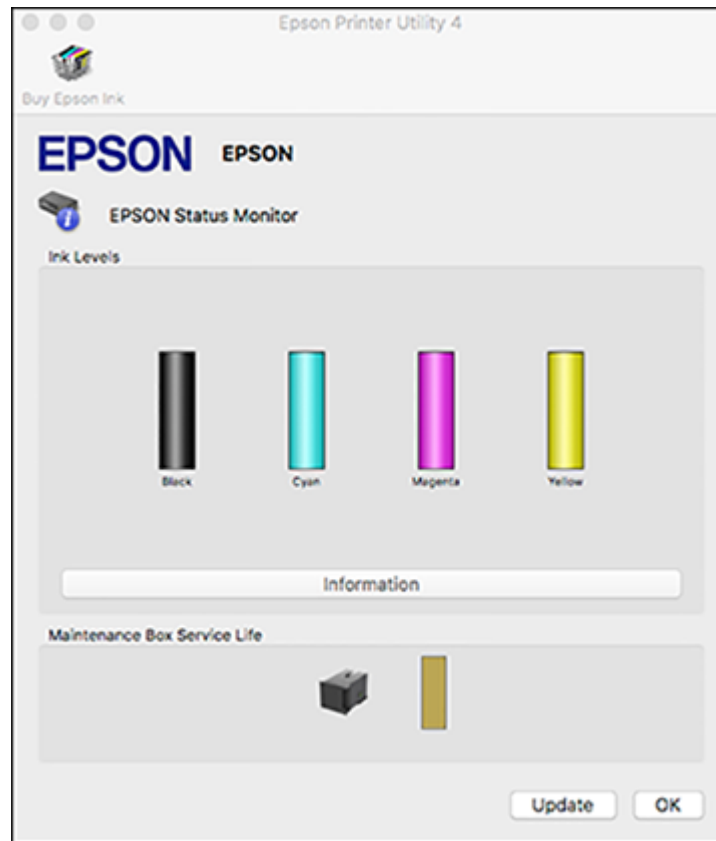 Epson Printer Utility 4
Buy Epson Ink
EPSON EPSON
EPSON Status Monitor
Ink Levels
Black Cyan Magenta Yellow
Information
Maintenance Box Service Life
Update OK